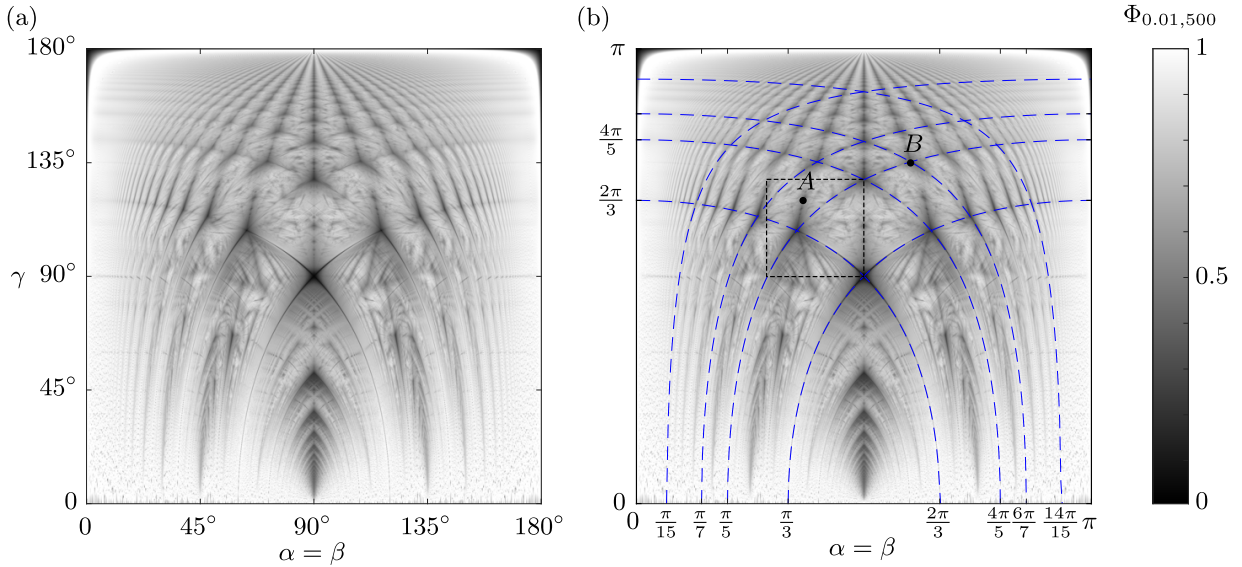 (a)
180°
135°
γ 90°
45°
0
0 45° 90° 135° 180°
α = β
(b)
π
4π/5
2π/3
0
A
B
0 π/15 π/7 π/5 π/3 2π/3 4π/5 6π/7 14π/15 π
α = β
Φ0.01,500
1
0.5
0